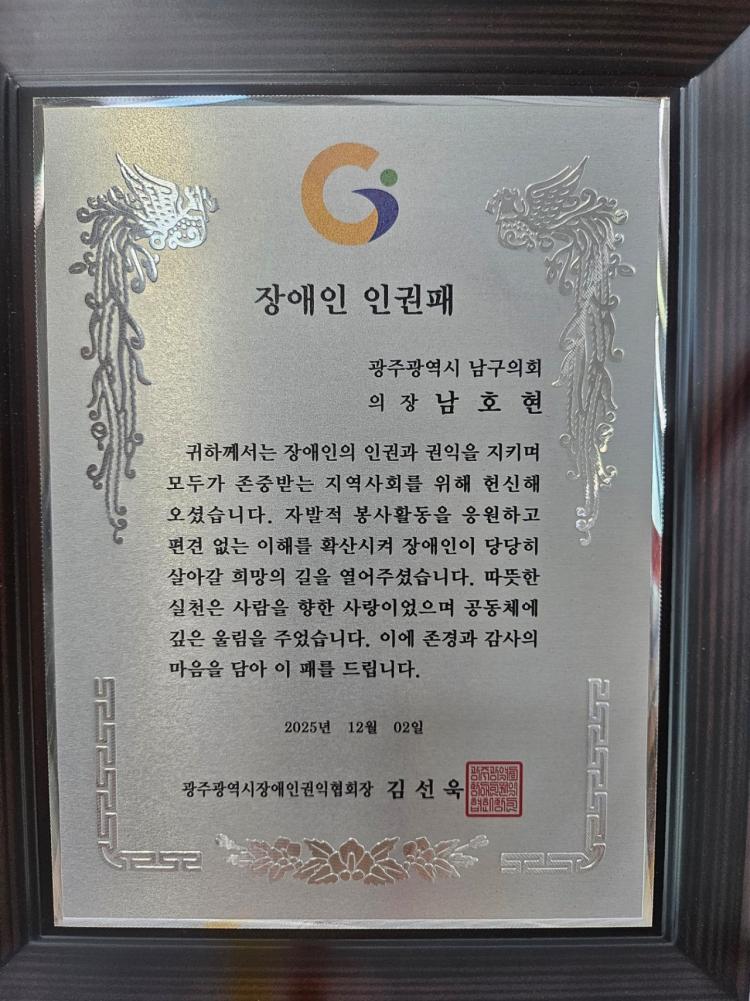 장애인 인권패
광주광역시 남구의회
의 장 남 호 현
귀하께서는 장애인의 인권과 권익을 지키며
모두가 존중받는 지역사회를 위해 헌신해
오셨습니다. 자발적 봉사활동을 응원하고
편견 없는 이해를 확산시켜 장애인이 당당히
살아갈 희망의 길을 열어주셨습니다. 따뜻한
실천은 사람을 향한 사랑이었으며 공동체에
깊은 울림을 주었습니다. 이에 존경과 감사의
마음을 담아 이 패를 드립니다.
2025년 12월 02일
광주광역시장애인권익협회장 김 선 욱